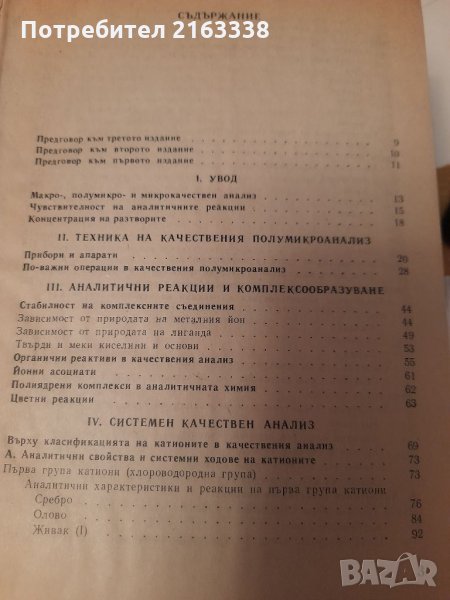 Потребител 2163338
СЪДЪРЖАНИЕ
Предговор към третото издание . . . 9
Предговор към второто издание . . . 10
Предговор към първото издание . . . 11
I. УВОД
Макро-, полумикро- и микрокачествен анализ . . . 13
Чувствителност на аналитичните реакции . . . 15
Концентрация на разтворите . . . 18
II. ТЕХНИКА НА КАЧЕСТВЕНИЯ ПОЛУМИКРОАНАЛИЗ
Прибори и апарати . . . 20
По-важни операции в качествения полумикроанализ . . . 28
III. АНАЛИТИЧНИ РЕАКЦИИ И КОМПЛЕКСООБРАЗУВАНЕ
Стабилност на комплексните съединения . . . 44
Зависимост от природата на металния йон . . . 44
Зависимост от природата на лиганда . . . 49
Твърди и меки киселини и основи . . . 53
Органични реактиви в качествения анализ . . . 55
Йонни асоциати . . . 61
Полиядрени комплекси в аналитичната химия . . . 62
Цветни реакции . . . 63
IV. СИСТЕМЕН КАЧЕСТВЕН АНАЛИЗ
Върху класификацията на катионите в качествения анализ . . . 69
А. Аналитични свойства и системни ходове на катионите . . . 73
Първа група катиони (хлороводородна група) . . . 73
Аналитични характеристики и реакции на първа група катиони
Сребро . . . 76
Олово . . . 84
Живак (I) . . . 92
BAZAR